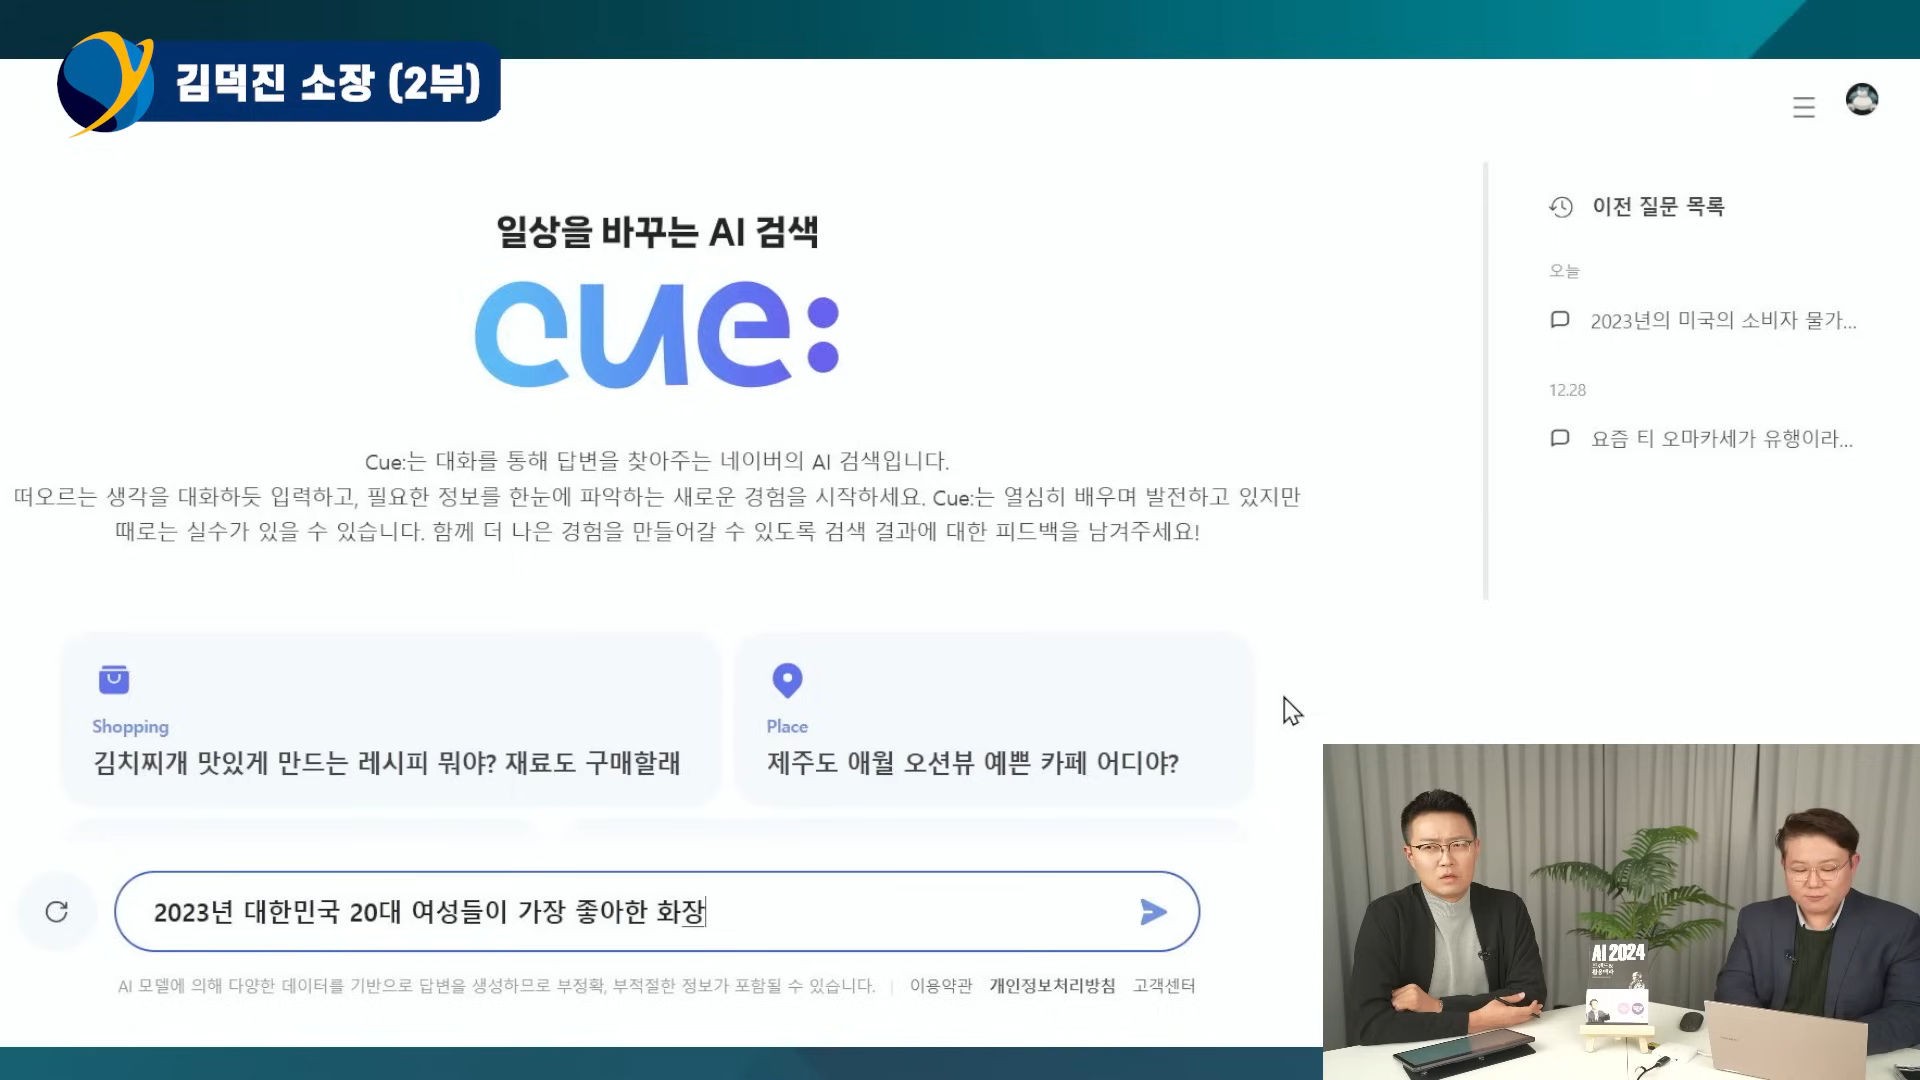 김덕진 소장 (2부)
일상을 바꾸는 AI 검색
cue:
Cue:는 대화를 통해 답변을 찾아주는 네이버의 AI 검색입니다.
떠오르는 생각을 대화하듯 입력하고, 필요한 정보를 한눈에 파악하는 새로운 경험을 시작하세요. Cue:는 열심히 배우며 발전하고 있지만
때로는 실수가 있을 수 있습니다. 함께 더 나은 경험을 만들어갈 수 있도록 검색 결과에 대한 피드백을 남겨주세요!
이전 질문 목록
오늘
2023년의 미국의 소비자 물가...
12.28
요즘 티 오마카세가 유행이라...
Shopping
김치찌개 맛있게 만드는 레시피 뭐야? 재료도 구매할래
Place
제주도 애월 오션뷰 예쁜 카페 어디야?
2023년 대한민국 20대 여성들이 가장 좋아한 화장
AI 모델에 의해 다양한 데이터를 기반으로 답변을 생성하므로 부정확, 부적절한 정보가 포함될 수 있습니다. | 이용약관 개인정보처리방침 고객센터
AI 2024